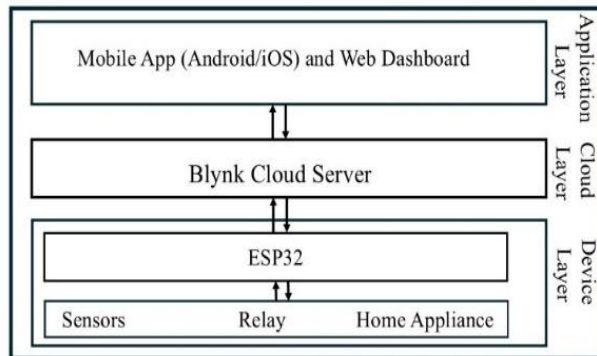 Mobile App (Android/iOS) and Web Dashboard
Application
Layer
Blynk Cloud Server
Cloud
Layer
ESP32
Sensors Relay Home Appliance
Device
Layer